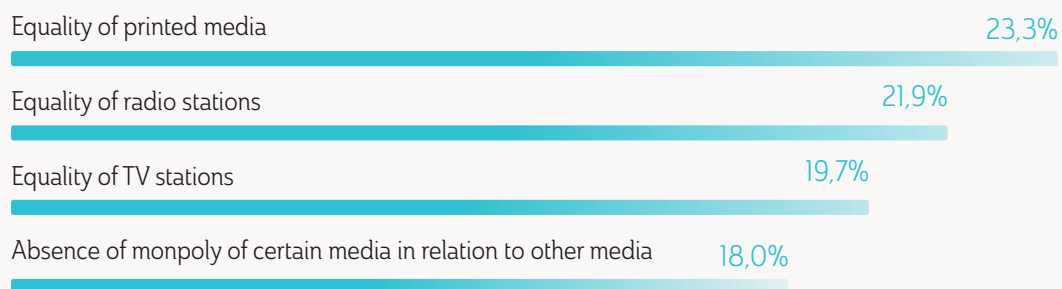 Equality of printed media 23,3%
Equality of radio stations 21,9%
Equality of TV stations 19,7%
Absence of monpoly of certain media in relation to other media 18,0%